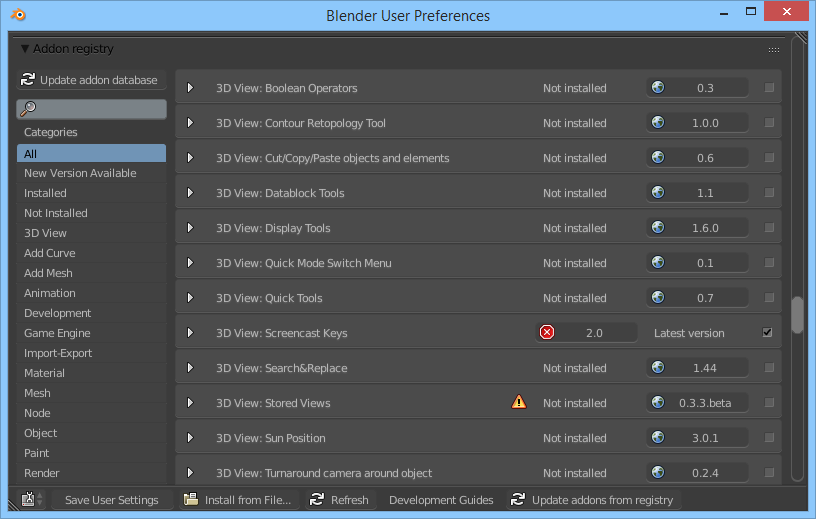 Blender User Preferences
Addon registry
Update addon database
Categories
All
New Version Available
Installed
Not Installed
3D View
Add Curve
Add Mesh
Animation
Development
Game Engine
Import-Export
Material
Mesh
Node
Object
Paint
Render
3D View: Boolean Operators Not installed 0.3
3D View: Contour Retopology Tool Not installed 1.0.0
3D View: Cut/Copy/Paste objects and elements Not installed 0.6
3D View: Datablock Tools Not installed 1.1
3D View: Display Tools Not installed 1.6.0
3D View: Quick Mode Switch Menu Not installed 0.1
3D View: Quick Tools Not installed 0.7
3D View: Screencast Keys 2.0 Latest version
3D View: Search&Replace Not installed 1.44
3D View: Stored Views Not installed 0.3.3.beta
3D View: Sun Position Not installed 3.0.1
3D View: Turnaround camera around object Not installed 0.2.4
Save User Settings Install from File... Refresh Development Guides Update addons from registry